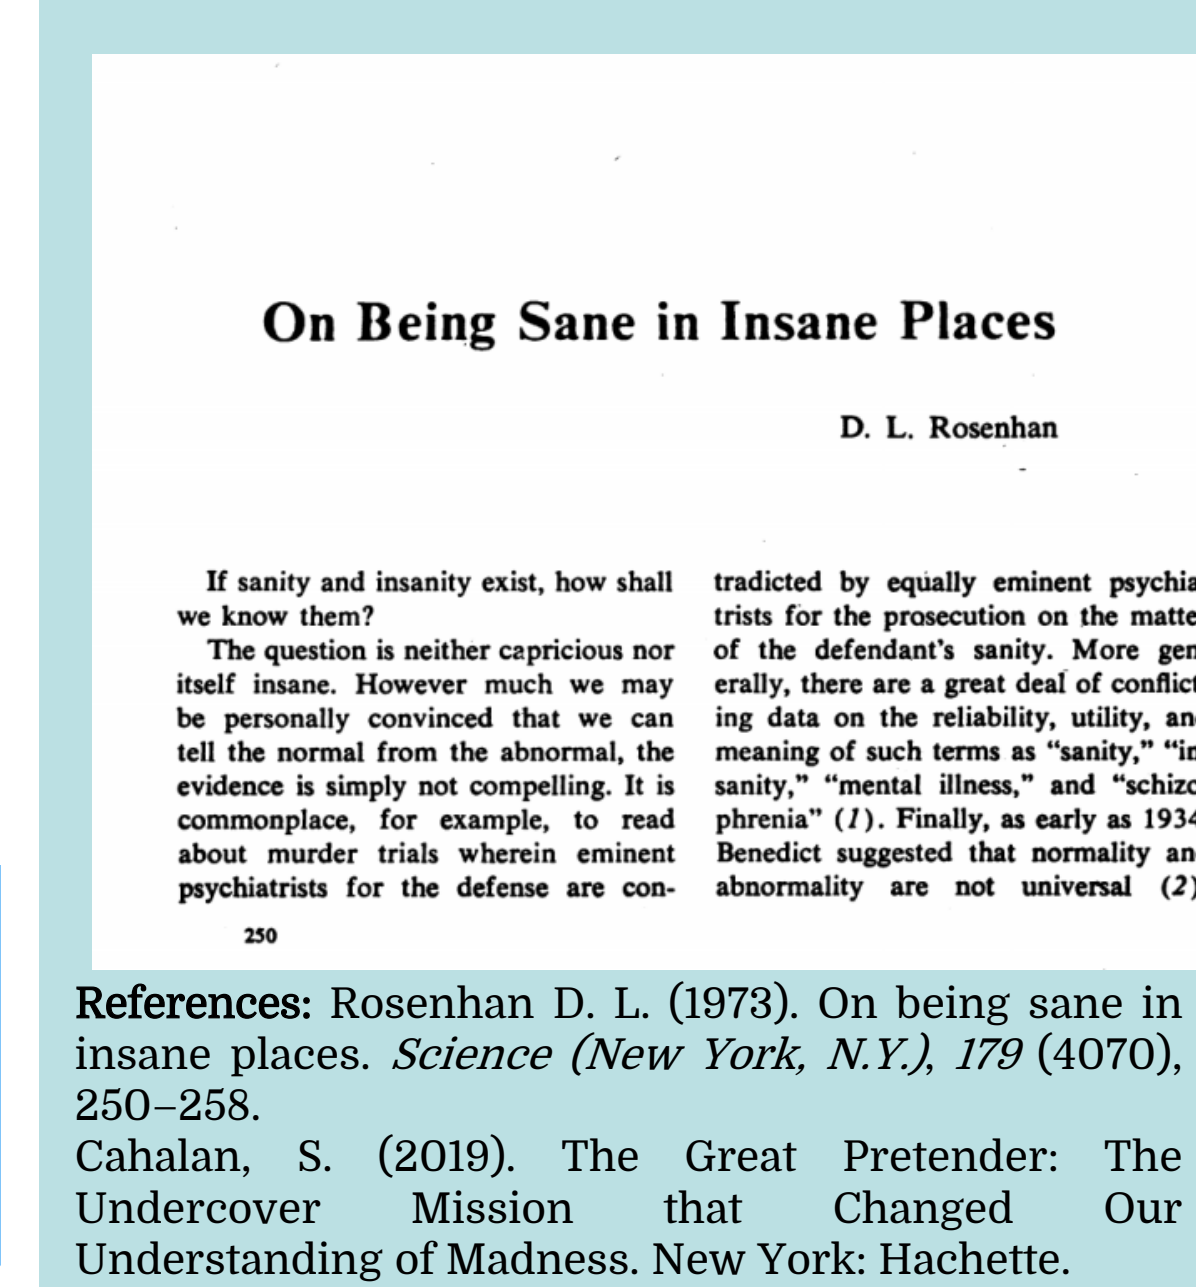 On Being Sane in Insane Places
D. L. Rosenhan
If sanity and insanity exist, how shall
we know them?
The question is neither capricious nor
itself insane. However much we may
be personally convinced that we can
tell the normal from the abnormal, the
evidence is simply not compelling. It is
commonplace, for example, to read
about murder trials wherein eminent
psychiatrists for the defense are con-
250
tradicted by equally eminent psychia
trists for the prosecution on the matte
of the defendant's sanity. More gen
erally, there are a great deal of conflict
ing data on the reliability, utility, an
meaning of such terms as “sanity,” “in
sanity,” “mental illness,” and “schizo
phrenia” (1). Finally, as early as 1934
Benedict suggested that normality an
abnormality are not universal (2)
References: Rosenhan D. L. (1973). On being sane in
insane places. Science (New York, N.Y.), 179 (4070),
250–258.
Cahalan, S. (2019). The Great Pretender: The
Undercover Mission that Changed Our
Understanding of Madness. New York: Hachette.